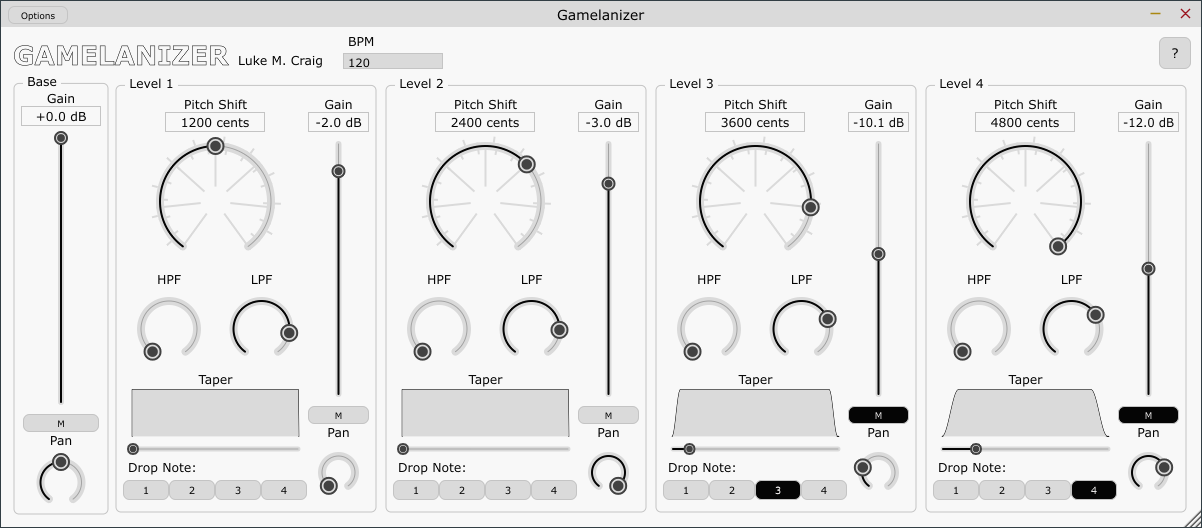 Options
Gamelanizer
GAMELANIZER Luke M. Craig
BPM
120
?
Base
Gain
+0.0 dB
M
Pan
Level 1
Pitch Shift
1200 cents
Gain
-2.0 dB
HPF
LPF
Taper
M
Pan
Drop Note:
1 2 3 4
Level 2
Pitch Shift
2400 cents
Gain
-3.0 dB
HPF
LPF
Taper
M
Pan
Drop Note:
1 2 3 4
Level 3
Pitch Shift
3600 cents
Gain
-10.1 dB
HPF
LPF
Taper
M
Pan
Drop Note:
1 2 3 4
Level 4
Pitch Shift
4800 cents
Gain
-12.0 dB
HPF
LPF
Taper
M
Pan
Drop Note:
1 2 3 4